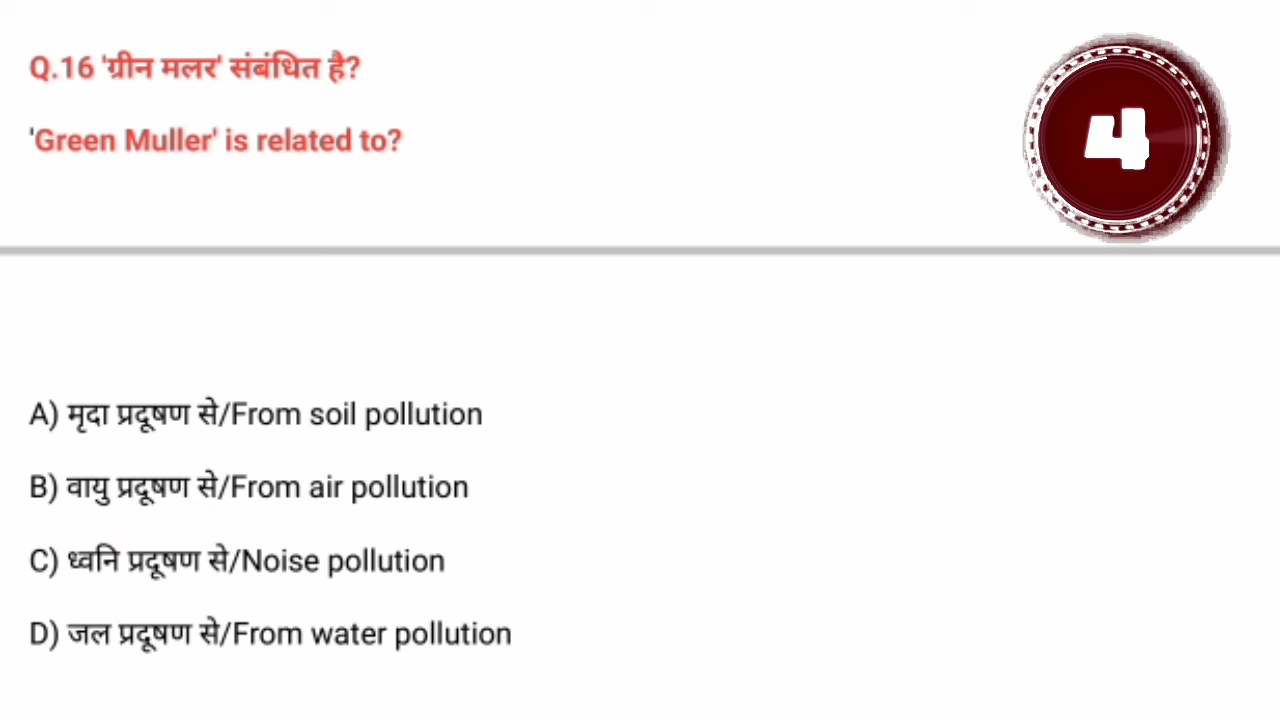 Q.16 'ग्रीन मलर' संबंधित है?
'Green Muller' is related to?
4
A) मृदा प्रदूषण से/From soil pollution
B) वायु प्रदूषण से/From air pollution
C) ध्वनि प्रदूषण से/Noise pollution
D) जल प्रदूषण से/From water pollution